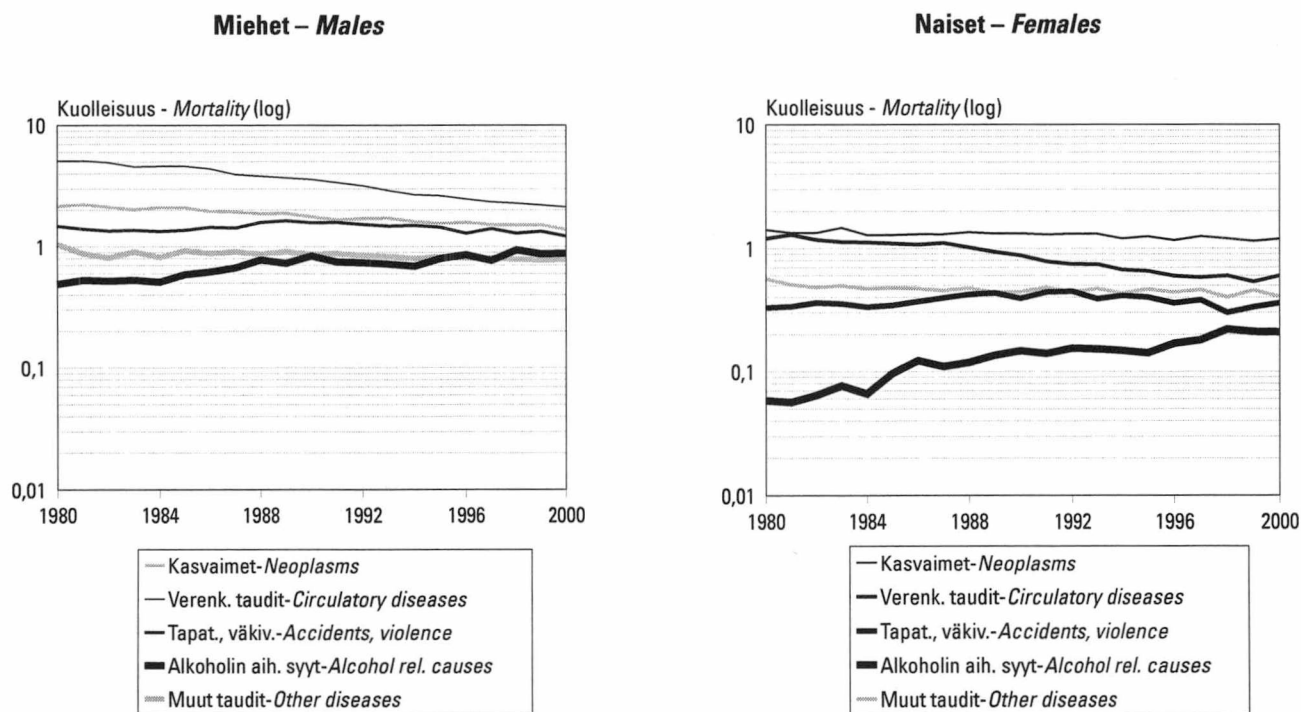 Miehet – Males
Kuolleisuus - Mortality (log)
10
1
0,1
0,01
1980 1984 1988 1992 1996 2000
Kasvaimet-Neoplasms
Verenk. taudit-Circulatory diseases
Tapat., väkiv.-Accidents, violence
Alkoholin aih. syyt-Alcohol rel. causes
Muut taudit-Other diseases
Naiset – Females
Kuolleisuus - Mortality (log)
10
1
0,1
0,01
1980 1984 1988 1992 1996 2000
Kasvaimet-Neoplasms
Verenk. taudit-Circulatory diseases
Tapat., väkiv.-Accidents, violence
Alkoholin aih. syyt-Alcohol rel. causes
Muut taudit-Other diseases